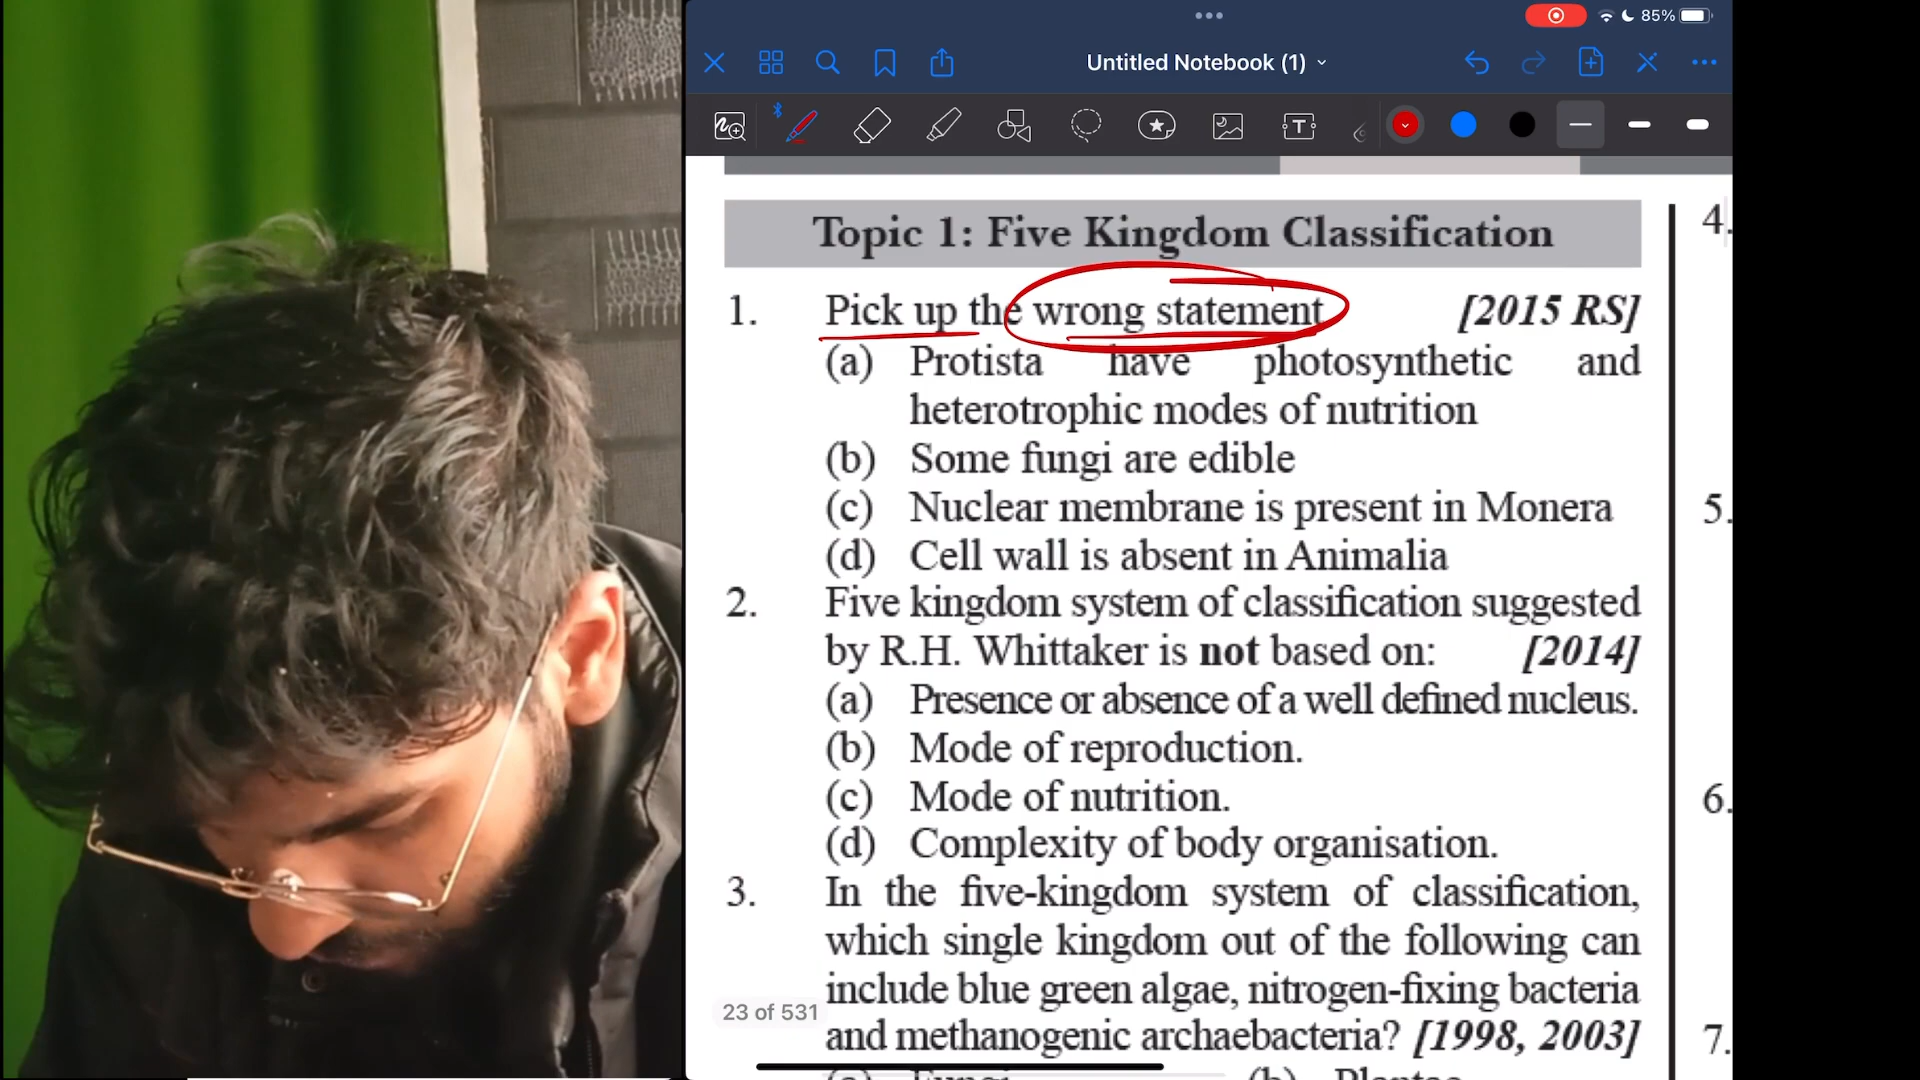 85%
Untitled Notebook (1)
T
Topic 1: Five Kingdom Classification
1. Pick up the wrong statement [2015 RS]
(a) Protista have photosynthetic and
heterotrophic modes of nutrition
(b) Some fungi are edible
(c) Nuclear membrane is present in Monera
(d) Cell wall is absent in Animalia
2. Five kingdom system of classification suggested
by R.H. Whittaker is not based on: [2014]
(a) Presence or absence of a well defined nucleus.
(b) Mode of reproduction.
(c) Mode of nutrition.
(d) Complexity of body organisation.
3. In the five-kingdom system of classification,
which single kingdom out of the following can
include blue green algae, nitrogen-fixing bacteria
and methanogenic archaebacteria? [1998, 2003]
(a) Fungi (b) Plantae
23 of 531
4.
5.
6.
7.